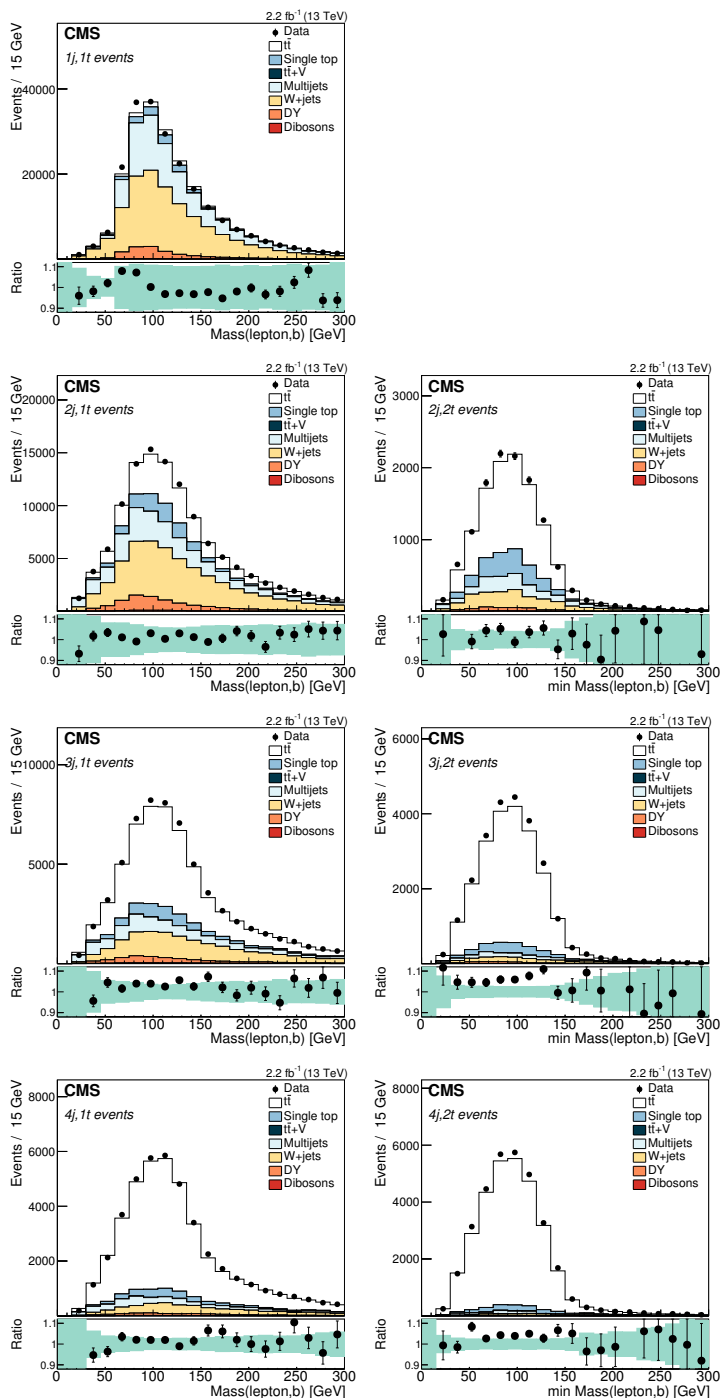 2.2 fb⁻¹ (13 TeV)
CMS
1j,1t events
Data
tt̄
Single top
tt̄+V
Multijets
W+jets
DY
Dibosons
Events / 15 GeV
40000
20000
Ratio
1.1
1
0.9
0 50 100 150 200 250 300
Mass(lepton,b) [GeV]
2.2 fb⁻¹ (13 TeV)
CMS
2j,1t events
Data
tt̄
Single top
tt̄+V
Multijets
W+jets
DY
Dibosons
Events / 15 GeV
20000
15000
10000
5000
Ratio
1.1
1
0.9
0 50 100 150 200 250 300
Mass(lepton,b) [GeV]
2.2 fb⁻¹ (13 TeV)
CMS
2j,2t events
Data
tt̄
Single top
tt̄+V
Multijets
W+jets
DY
Dibosons
Events / 15 GeV
3000
2000
1000
Ratio
1.1
1
0.9
0 50 100 150 200 250 300
min Mass(lepton,b) [GeV]
2.2 fb⁻¹ (13 TeV)
CMS
3j,1t events
Data
tt̄
Single top
tt̄+V
Multijets
W+jets
DY
Dibosons
Events / 15 GeV
10000
5000
Ratio
1.1
1
0.9
0 50 100 150 200 250 300
Mass(lepton,b) [GeV]
2.2 fb⁻¹ (13 TeV)
CMS
3j,2t events
Data
tt̄
Single top
tt̄+V
Multijets
W+jets
DY
Dibosons
Events / 15 GeV
6000
4000
2000
Ratio
1.1
1
0.9
0 50 100 150 200 250 300
min Mass(lepton,b) [GeV]
2.2 fb⁻¹ (13 TeV)
CMS
4j,1t events
Data
tt̄
Single top
tt̄+V
Multijets
W+jets
DY
Dibosons
Events / 15 GeV
8000
6000
4000
2000
Ratio
1.1
1
0.9
0 50 100 150 200 250 300
Mass(lepton,b) [GeV]
2.2 fb⁻¹ (13 TeV)
CMS
4j,2t events
Data
tt̄
Single top
tt̄+V
Multijets
W+jets
DY
Dibosons
Events / 15 GeV
8000
6000
4000
2000
Ratio
1.1
1
0.9
0 50 100 150 200 250 300
min Mass(lepton,b) [GeV]